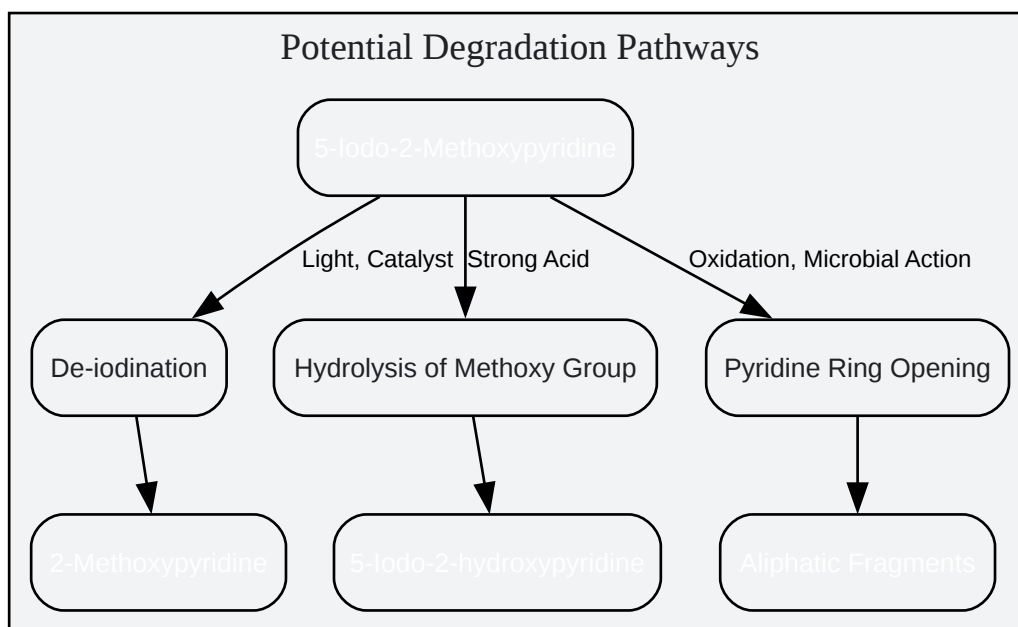 Potential Degradation Pathways
5-Iodo-2-Methoxypyridine
Light, Catalyst
Strong Acid
Oxidation, Microbial Action
De-iodination
Hydrolysis of Methoxy Group
Pyridine Ring Opening
2-Methoxypyridine
5-Iodo-2-hydroxypyridine
Aliphatic Fragments